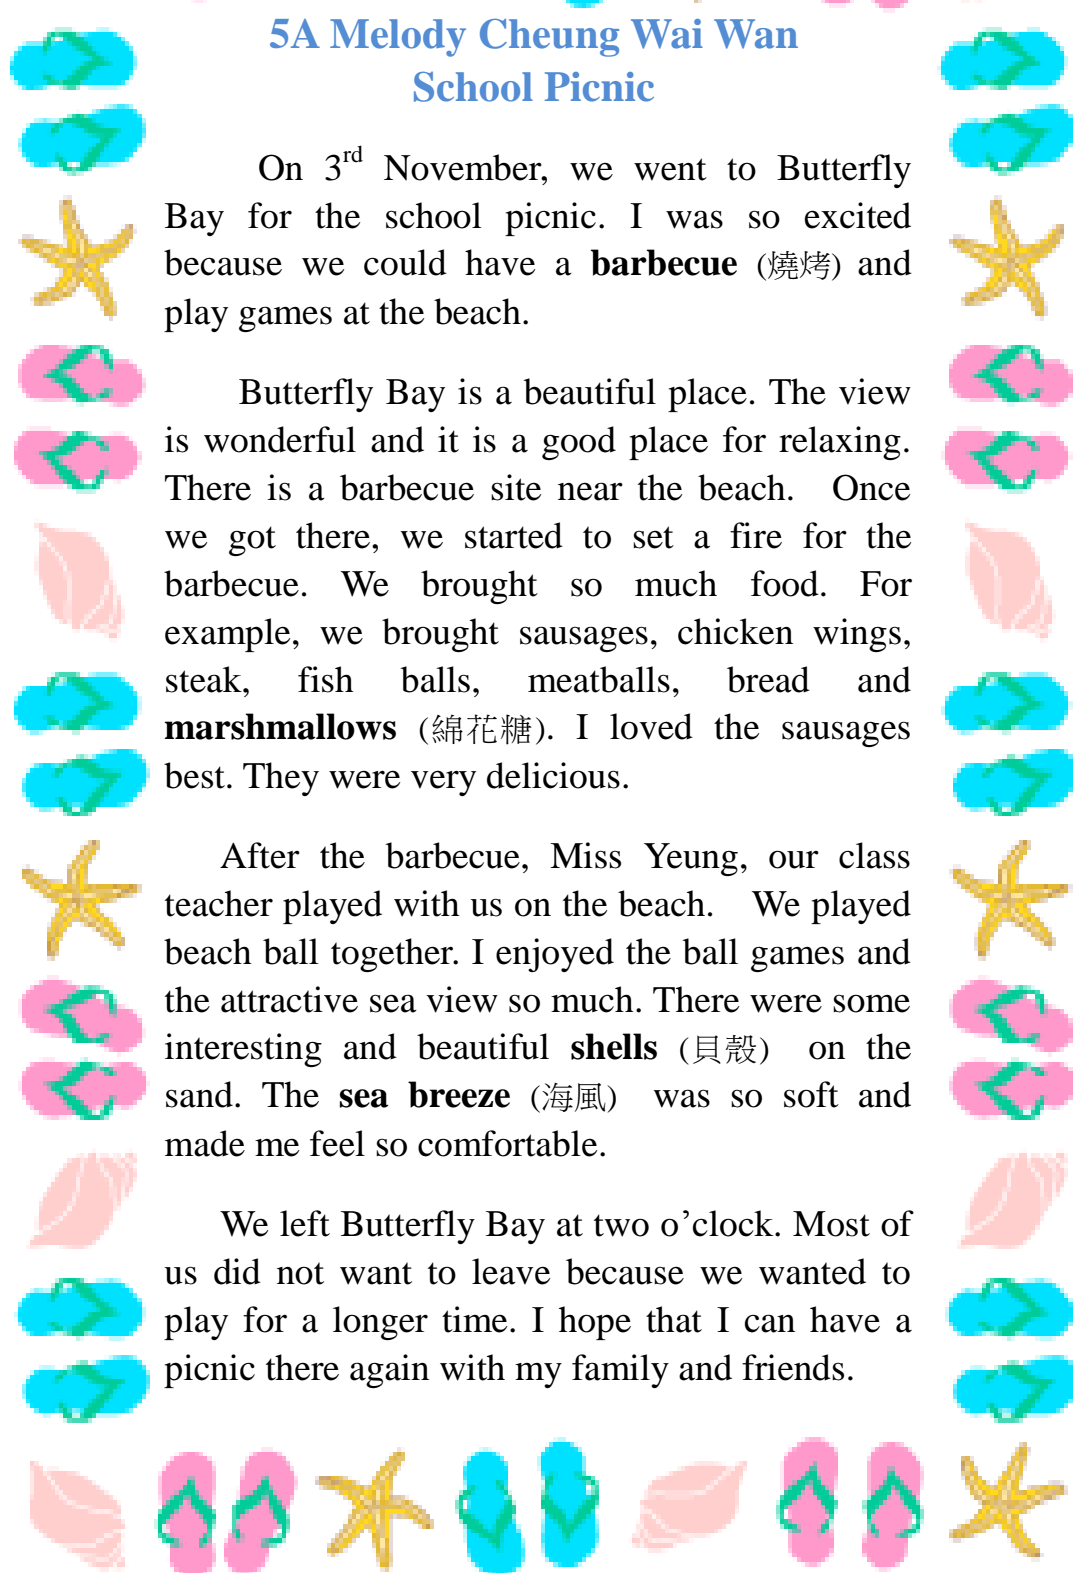 5A Melody Cheung Wai Wan
School Picnic
On 3rd November, we went to Butterfly
Bay for the school picnic. I was so excited
because we could have a barbecue (燒烤) and
play games at the beach.
Butterfly Bay is a beautiful place. The view
is wonderful and it is a good place for relaxing.
There is a barbecue site near the beach. Once
we got there, we started to set a fire for the
barbecue. We brought so much food. For
example, we brought sausages, chicken wings,
steak, fish balls, meatballs, bread and
marshmallows (綿花糖). I loved the sausages
best. They were very delicious.
After the barbecue, Miss Yeung, our class
teacher played with us on the beach. We played
beach ball together. I enjoyed the ball games and
the attractive sea view so much. There were some
interesting and beautiful shells (貝殼) on the
sand. The sea breeze (海風) was so soft and
made me feel so comfortable.
We left Butterfly Bay at two o’clock. Most of
us did not want to leave because we wanted to
play for a longer time. I hope that I can have a
picnic there again with my family and friends.